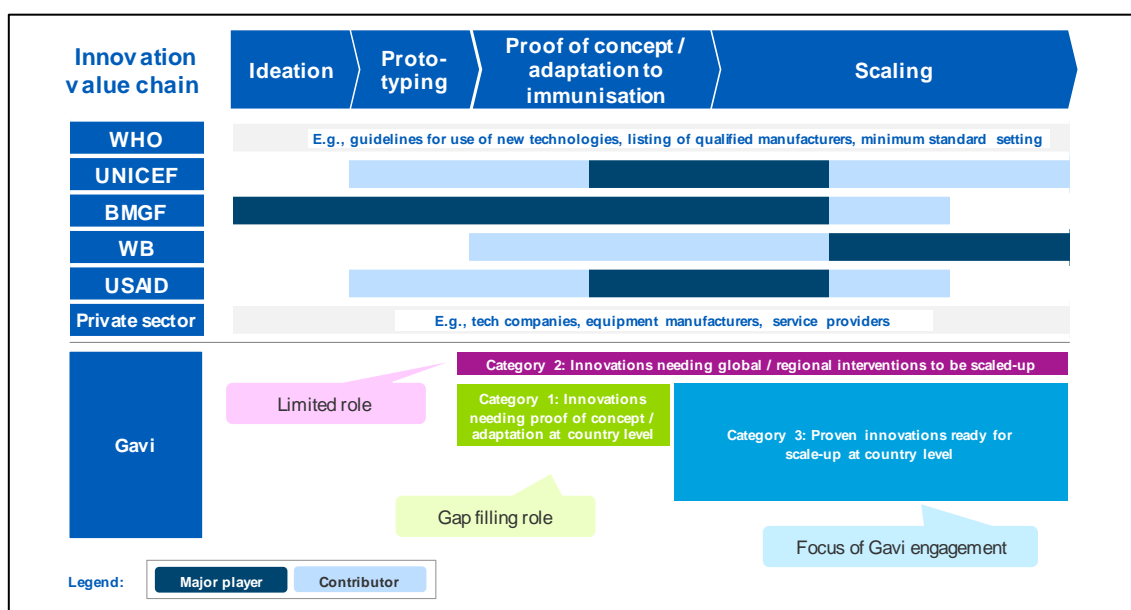 Innovation
value chain
Ideation
Proto-
typing
Proof of concept /
adaptation to
immunisation
Scaling
WHO
E.g., guidelines for use of new technologies, listing of qualified manufacturers, minimum standard setting
UNICEF
BMGF
WB
USAID
Private sector
E.g., tech companies, equipment manufacturers, service providers
Gavi
Category 2: Innovations needing global / regional interventions to be scaled-up
Limited role
Category 1: Innovations
needing proof of concept /
adaptation at country level
Category 3: Proven innovations ready for
scale-up at country level
Gap filling role
Focus of Gavi engagement
Legend:
Major player
Contributor